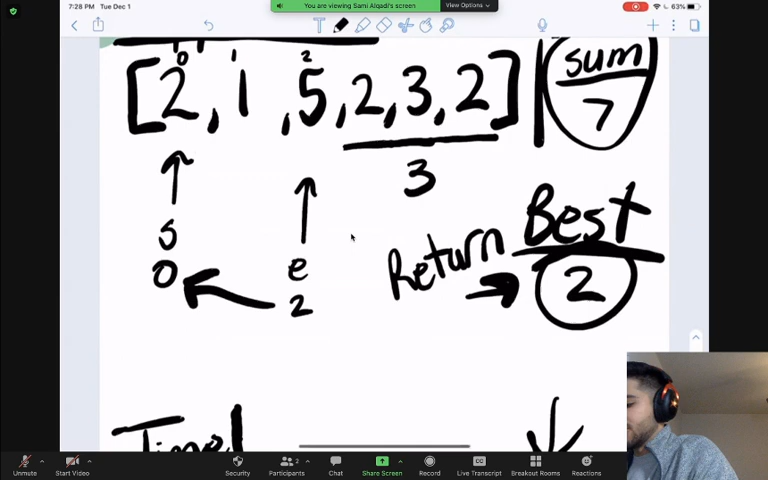 7:28 PM Tue Dec 1
You are viewing Sami Alqadi's screen
View Options
63%
0 1 2
[2, 1, 5, 2, 3, 2]
sum
7
3
s
0
e
2
Return
Best
2
Time
Unmute
Start Video
Security
Participants
2
Chat
Share Screen
Record
Live Transcript
Breakout Rooms
Reactions